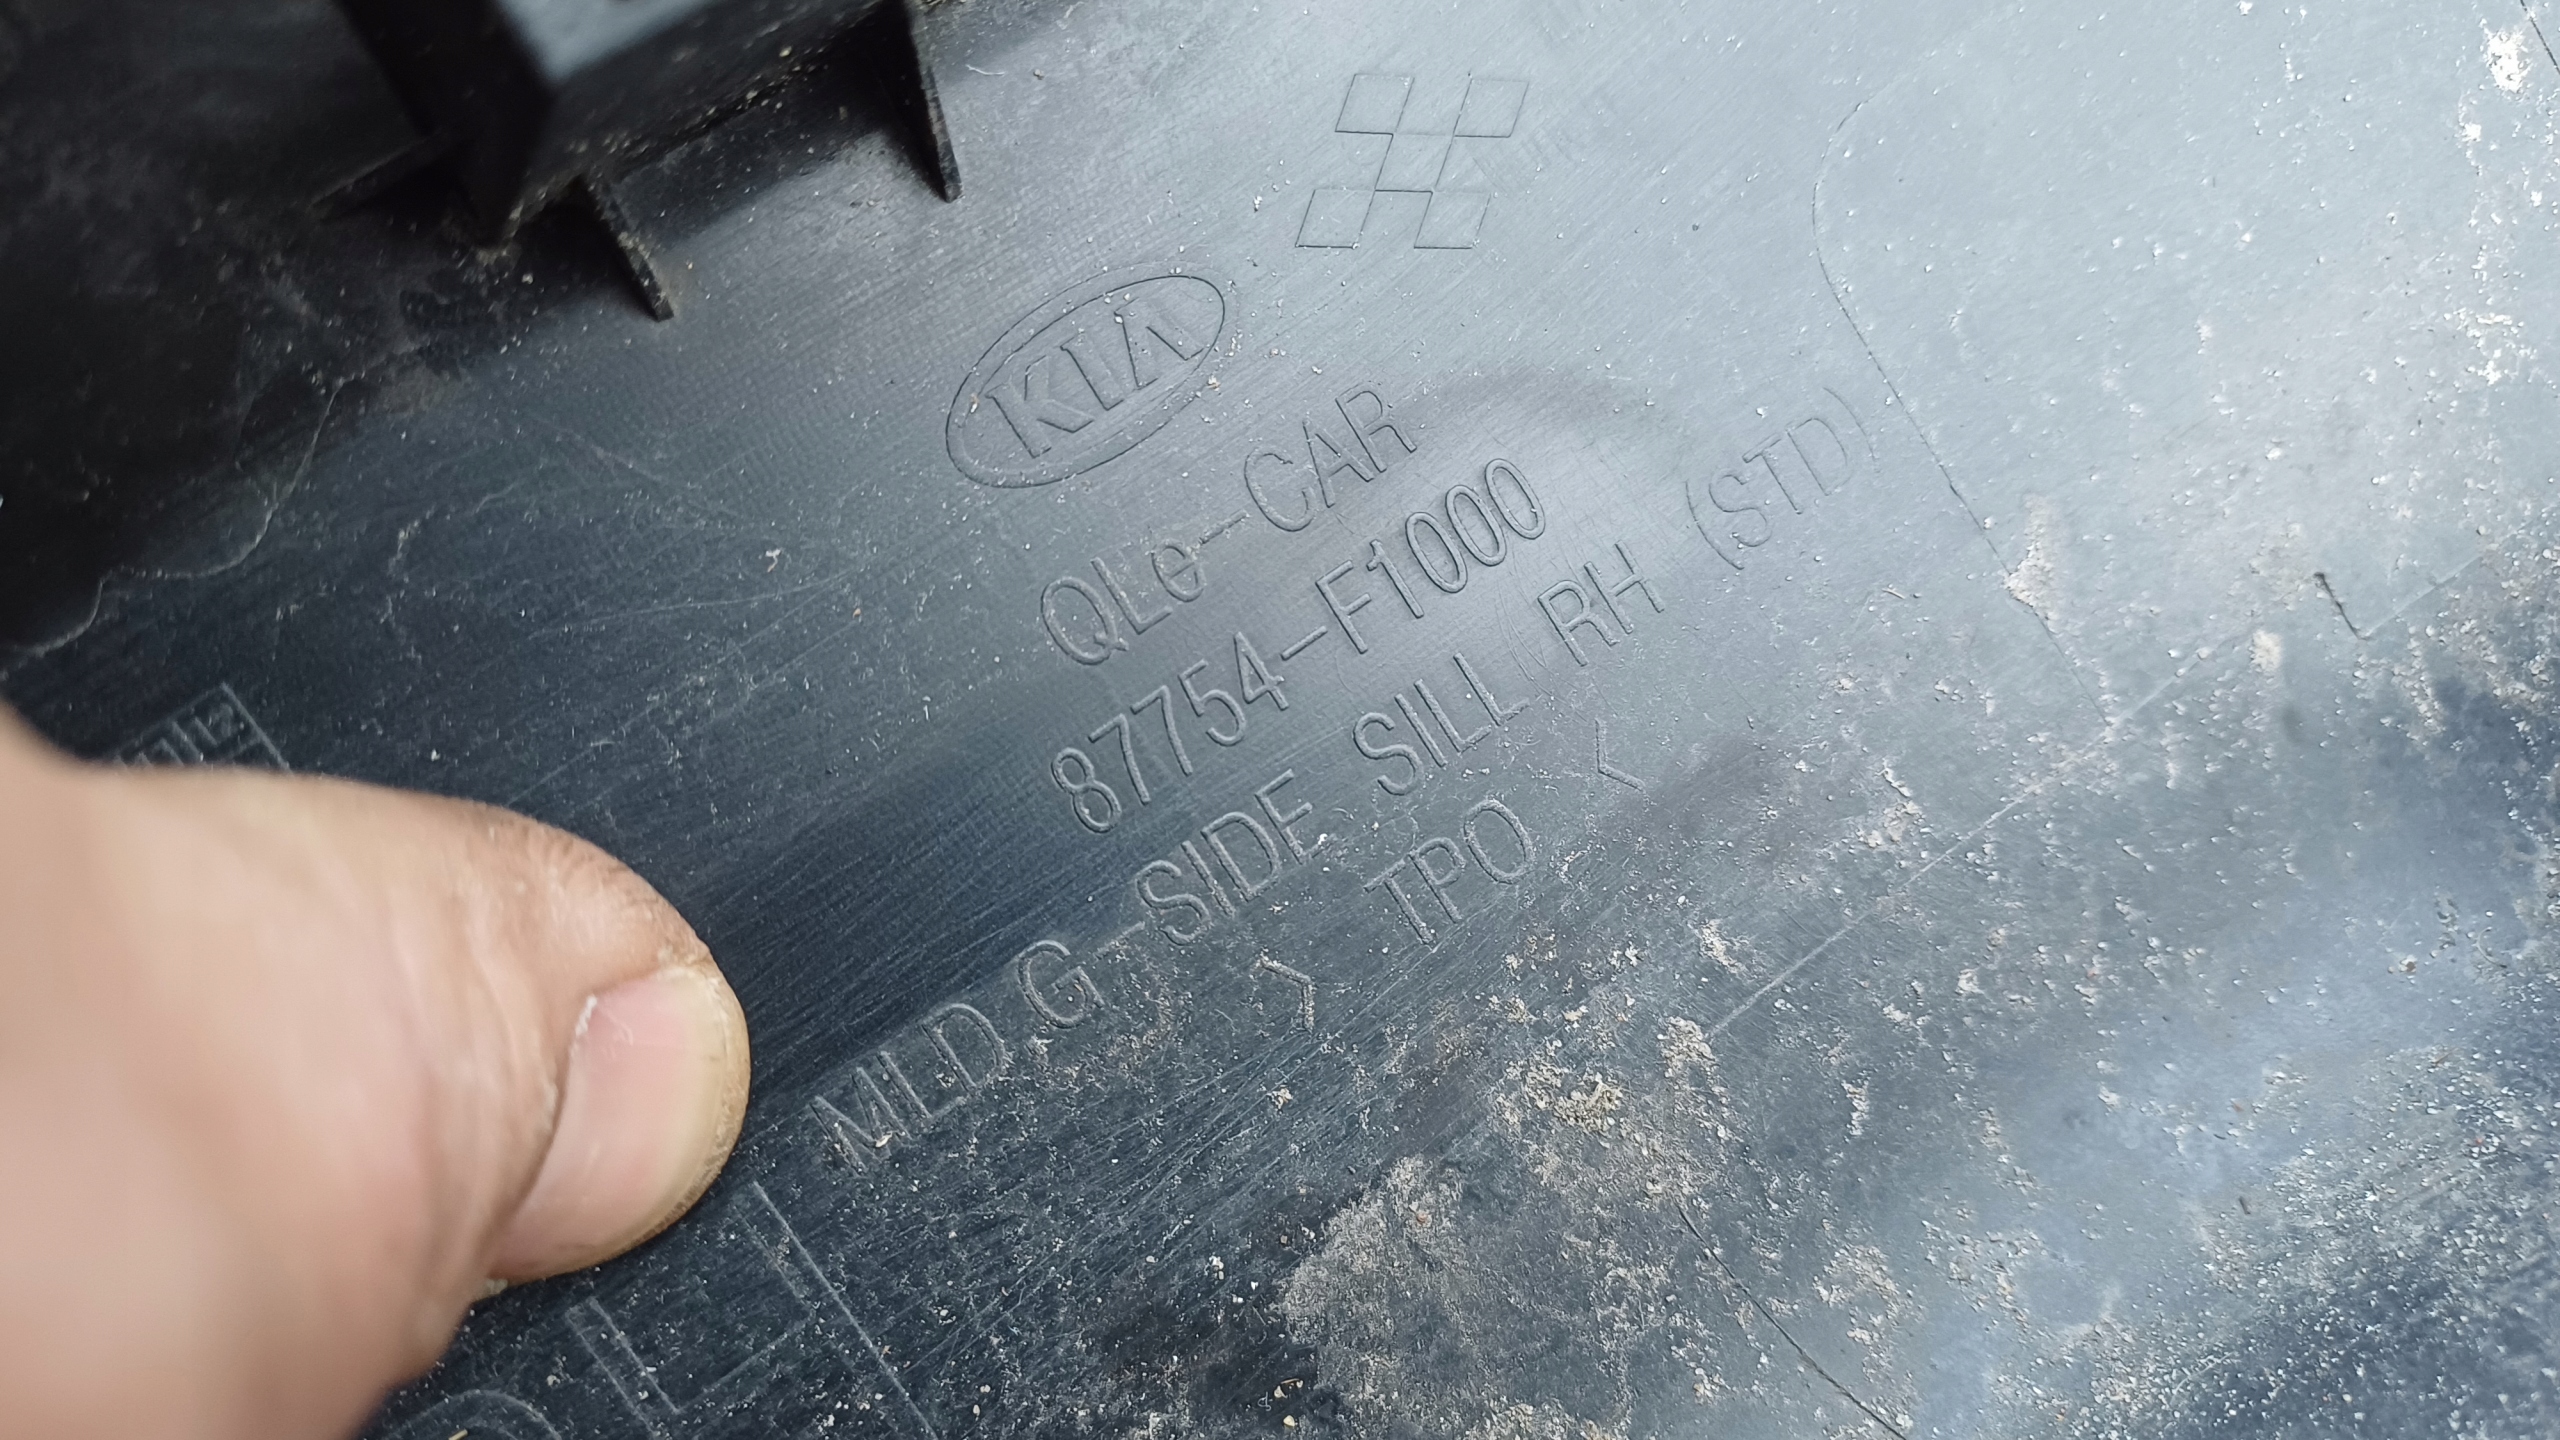 KIA
QLe-CAR
87754-F1000
MLD G-SIDE SILL RH (STD)
> TPO <